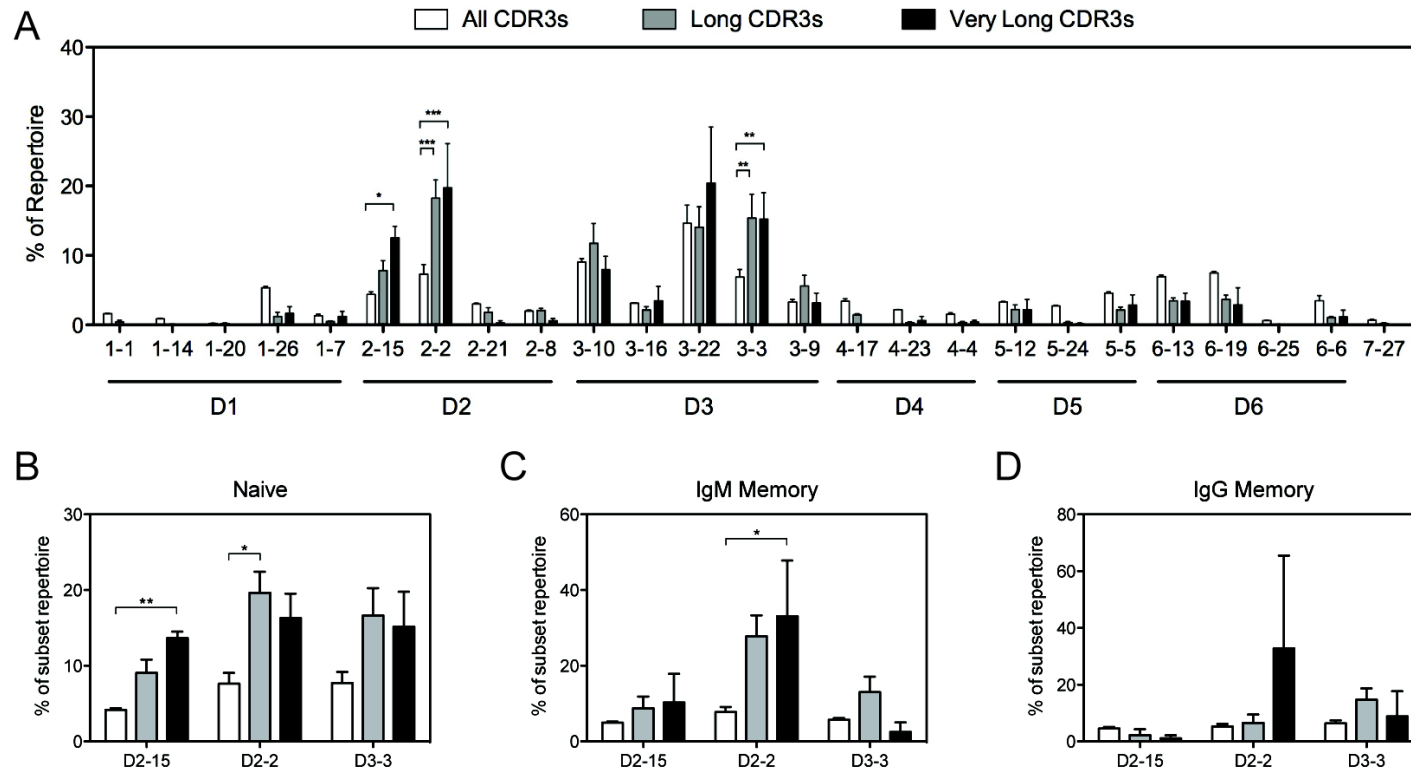 A
All CDR3s Long CDR3s Very Long CDR3s
% of Repertoire
40
30
20
10
0
* *** *** ** **
1-1 1-14 1-20 1-26 1-7 2-15 2-2 2-21 2-8 3-10 3-16 3-22 3-3 3-9 4-17 4-23 4-4 5-12 5-24 5-5 6-13 6-19 6-25 6-6 7-27
D1 D2 D3 D4 D5 D6
B
Naive
% of subset repertoire
30
20
10
0
** *
D2-15 D2-2 D3-3
C
IgM Memory
% of subset repertoire
60
40
20
0
*
D2-15 D2-2 D3-3
D
IgG Memory
% of subset repertoire
80
60
40
20
0
D2-15 D2-2 D3-3